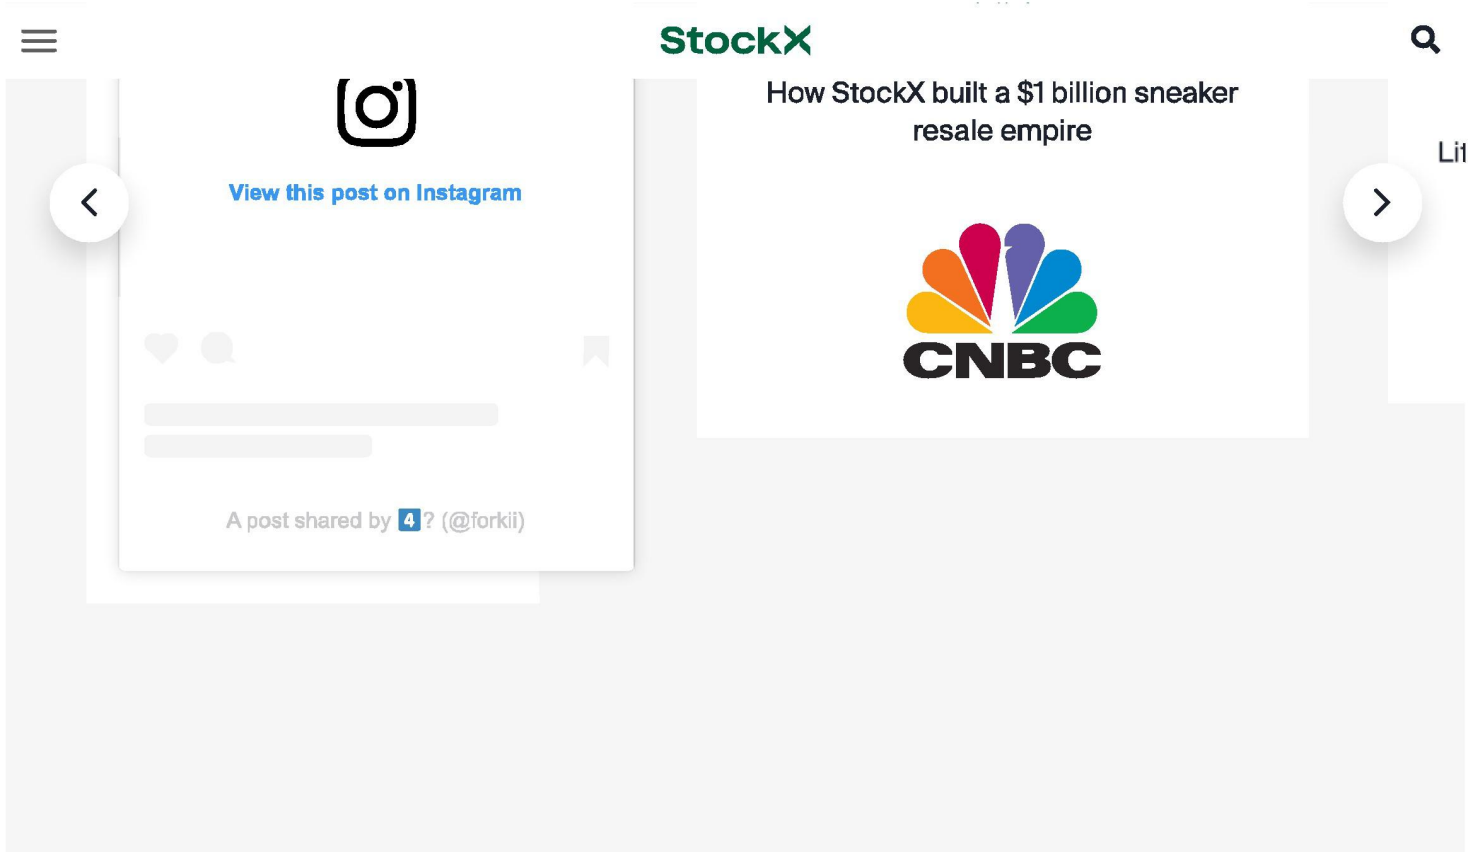 StockX
How StockX built a $1 billion sneaker
resale empire
View this post on Instagram
CNBC
A post shared by 4️⃣? (@forkii)